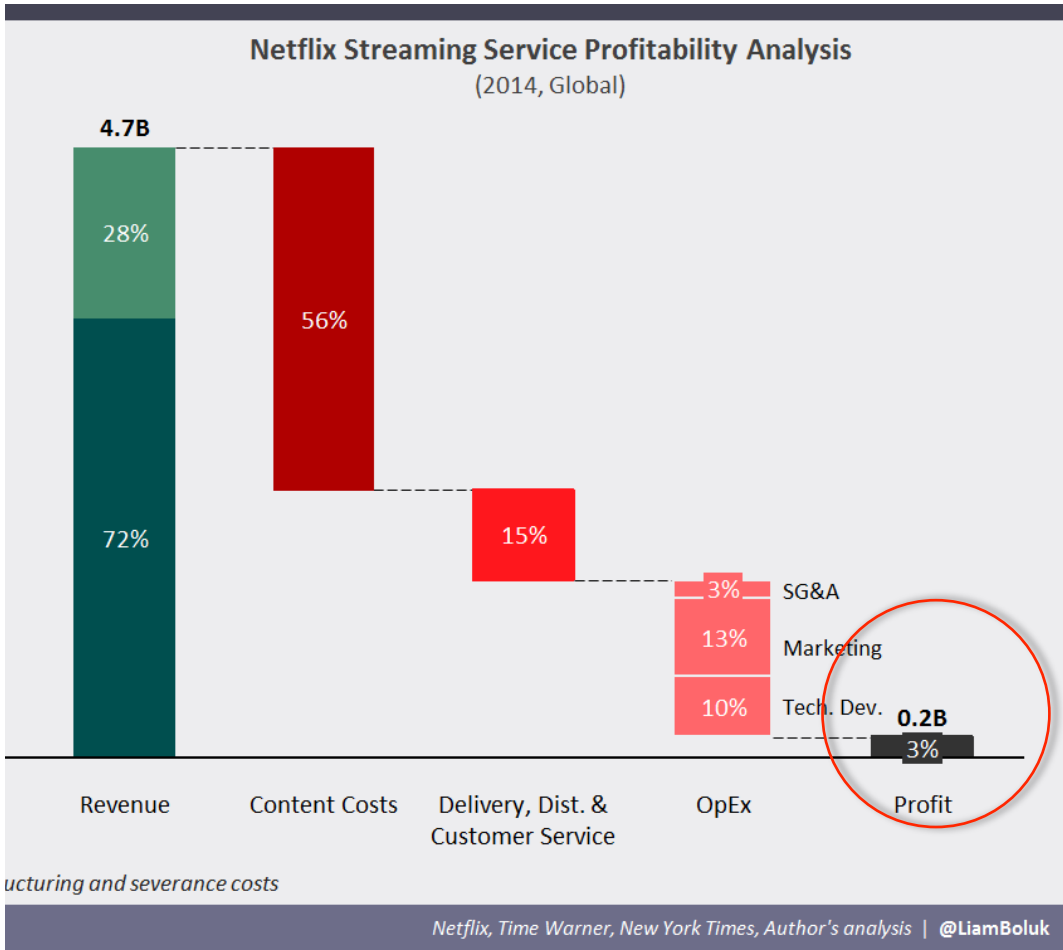 Netflix Streaming Service Profitability Analysis
(2014, Global)
4.7B
28%
72%
56%
15%
3%
SG&A
13%
Marketing
10%
Tech. Dev.
0.2B
3%
Revenue
Content Costs
Delivery, Dist. &
Customer Service
OpEx
Profit
ucturing and severance costs
Netflix, Time Warner, New York Times, Author's analysis | @LiamBoluk